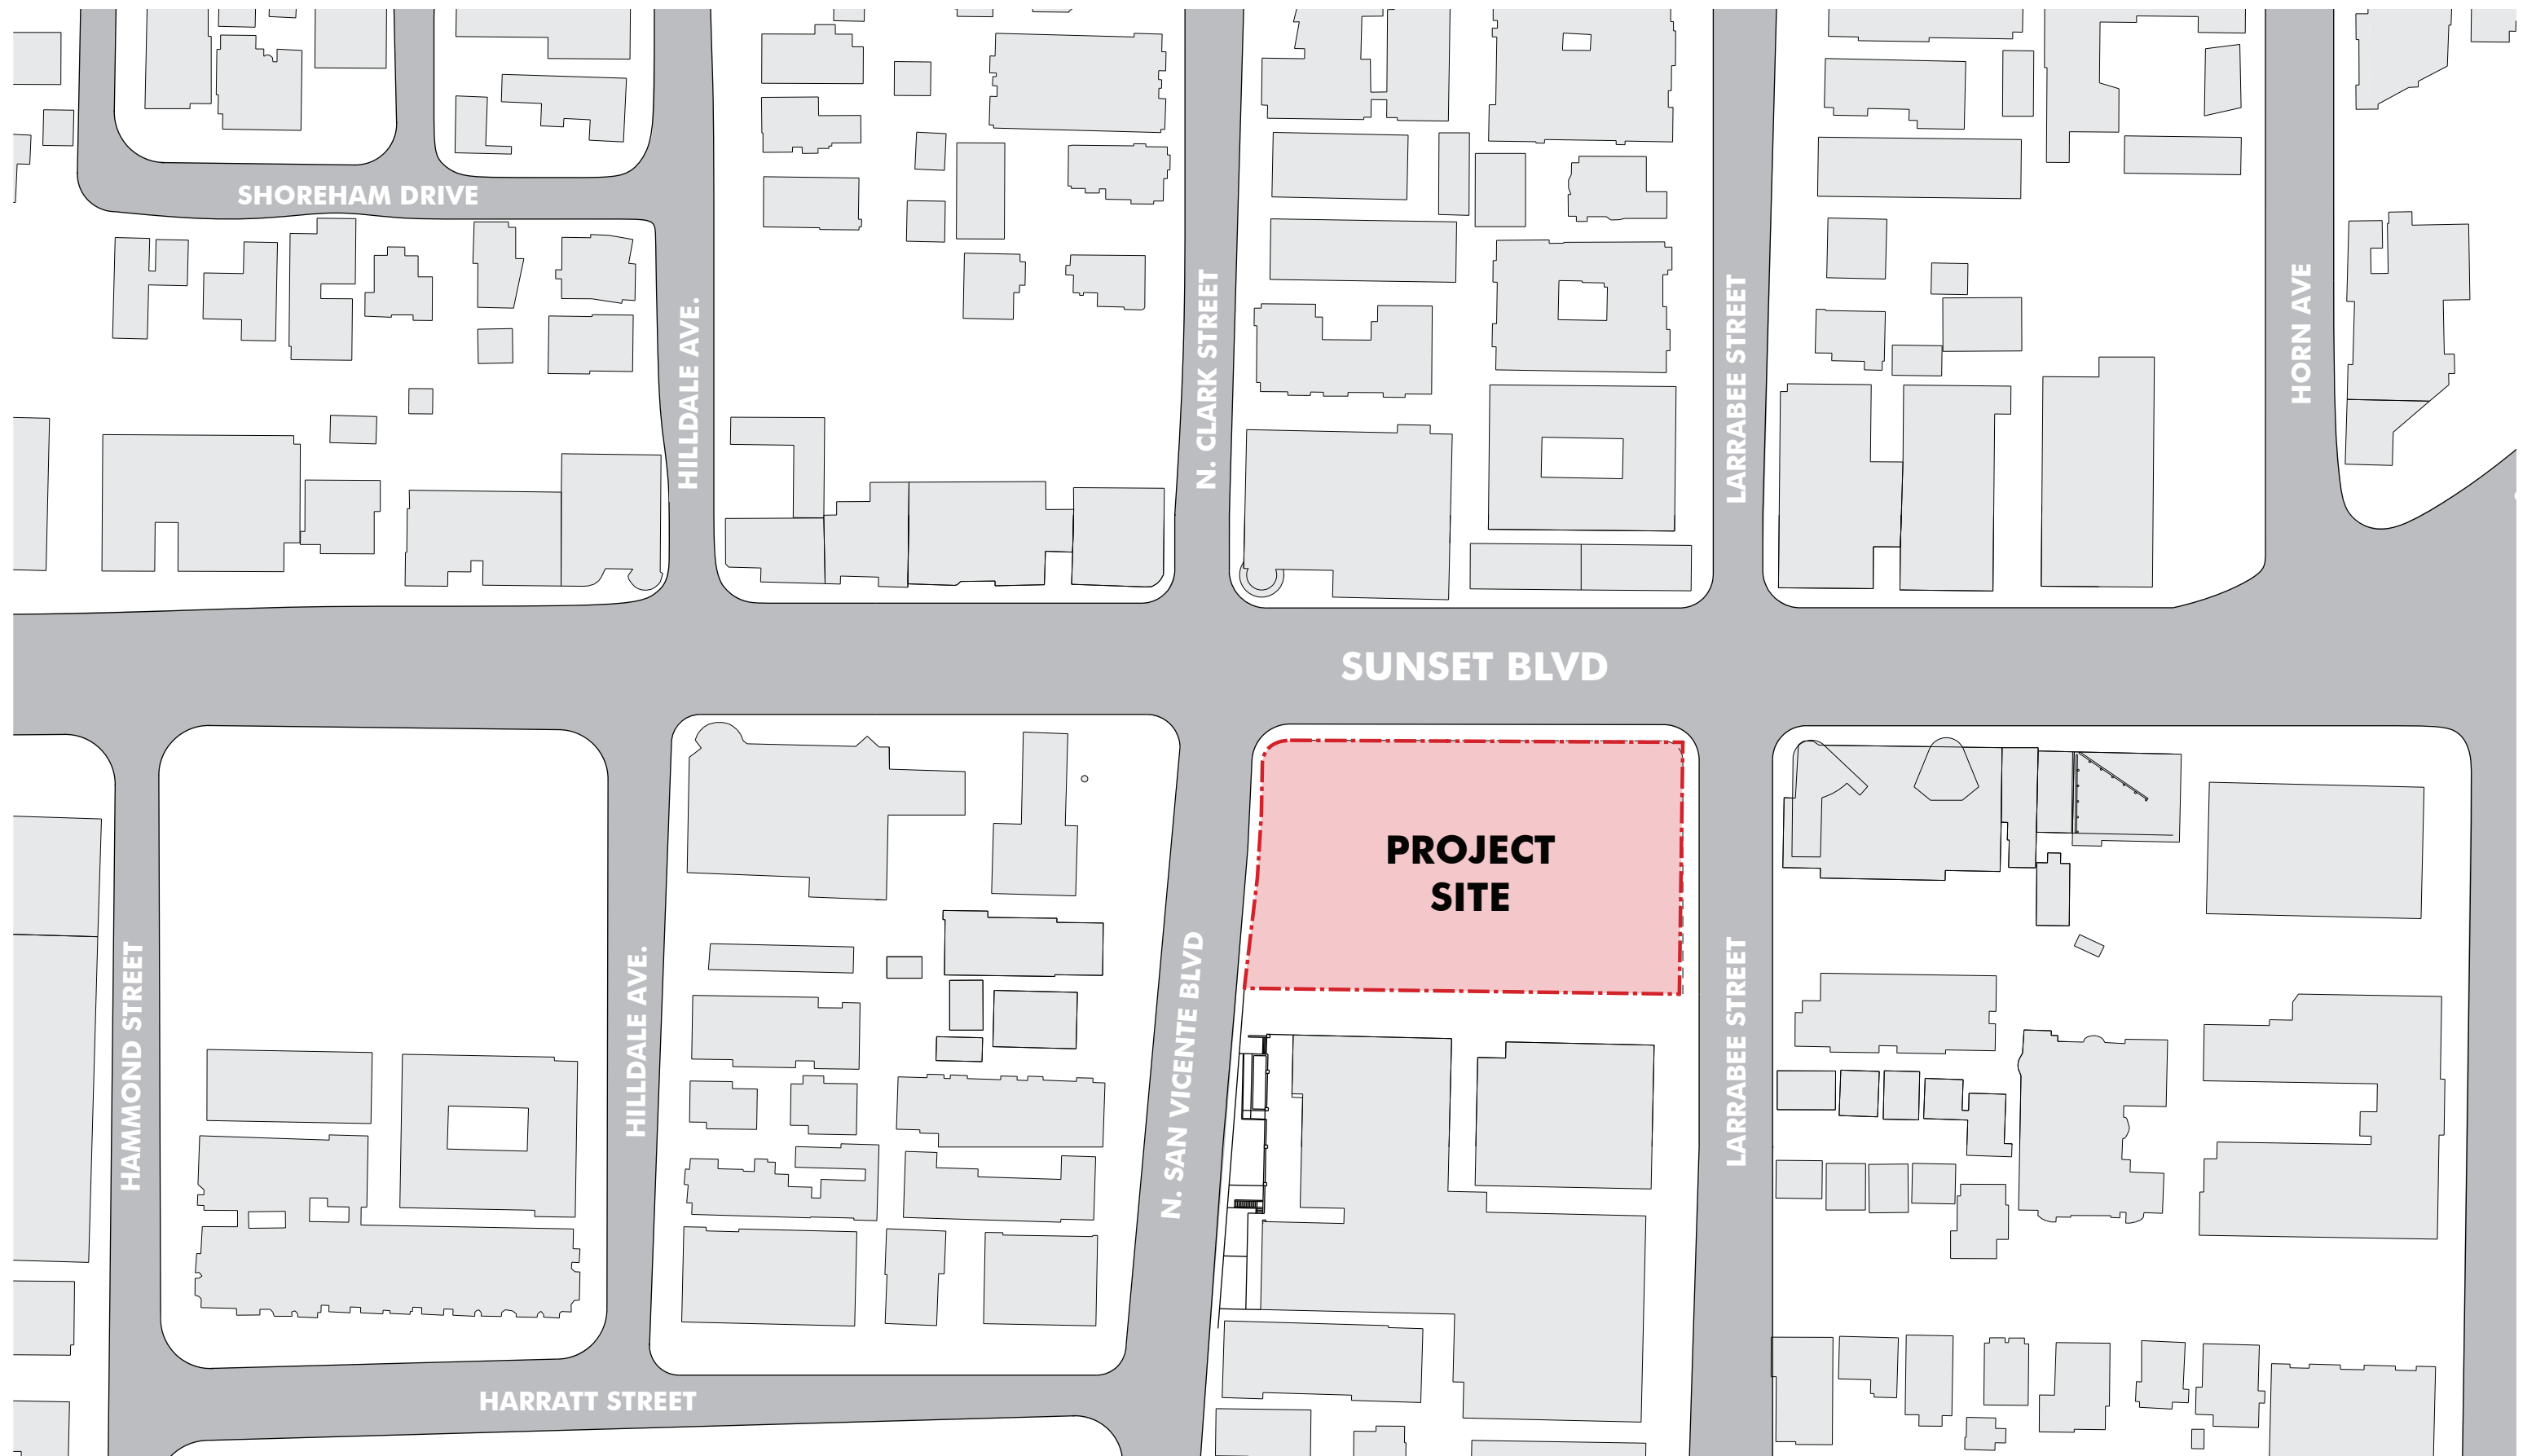 SHOREHAM DRIVE
HILLDALE AVE.
N. CLARK STREET
LARRABEE STREET
HORN AVE
SUNSET BLVD
PROJECT
SITE
HAMMOND STREET
HILLDALE AVE.
N. SAN VICENTE BLVD
LARRABEE STREET
HARRATT STREET